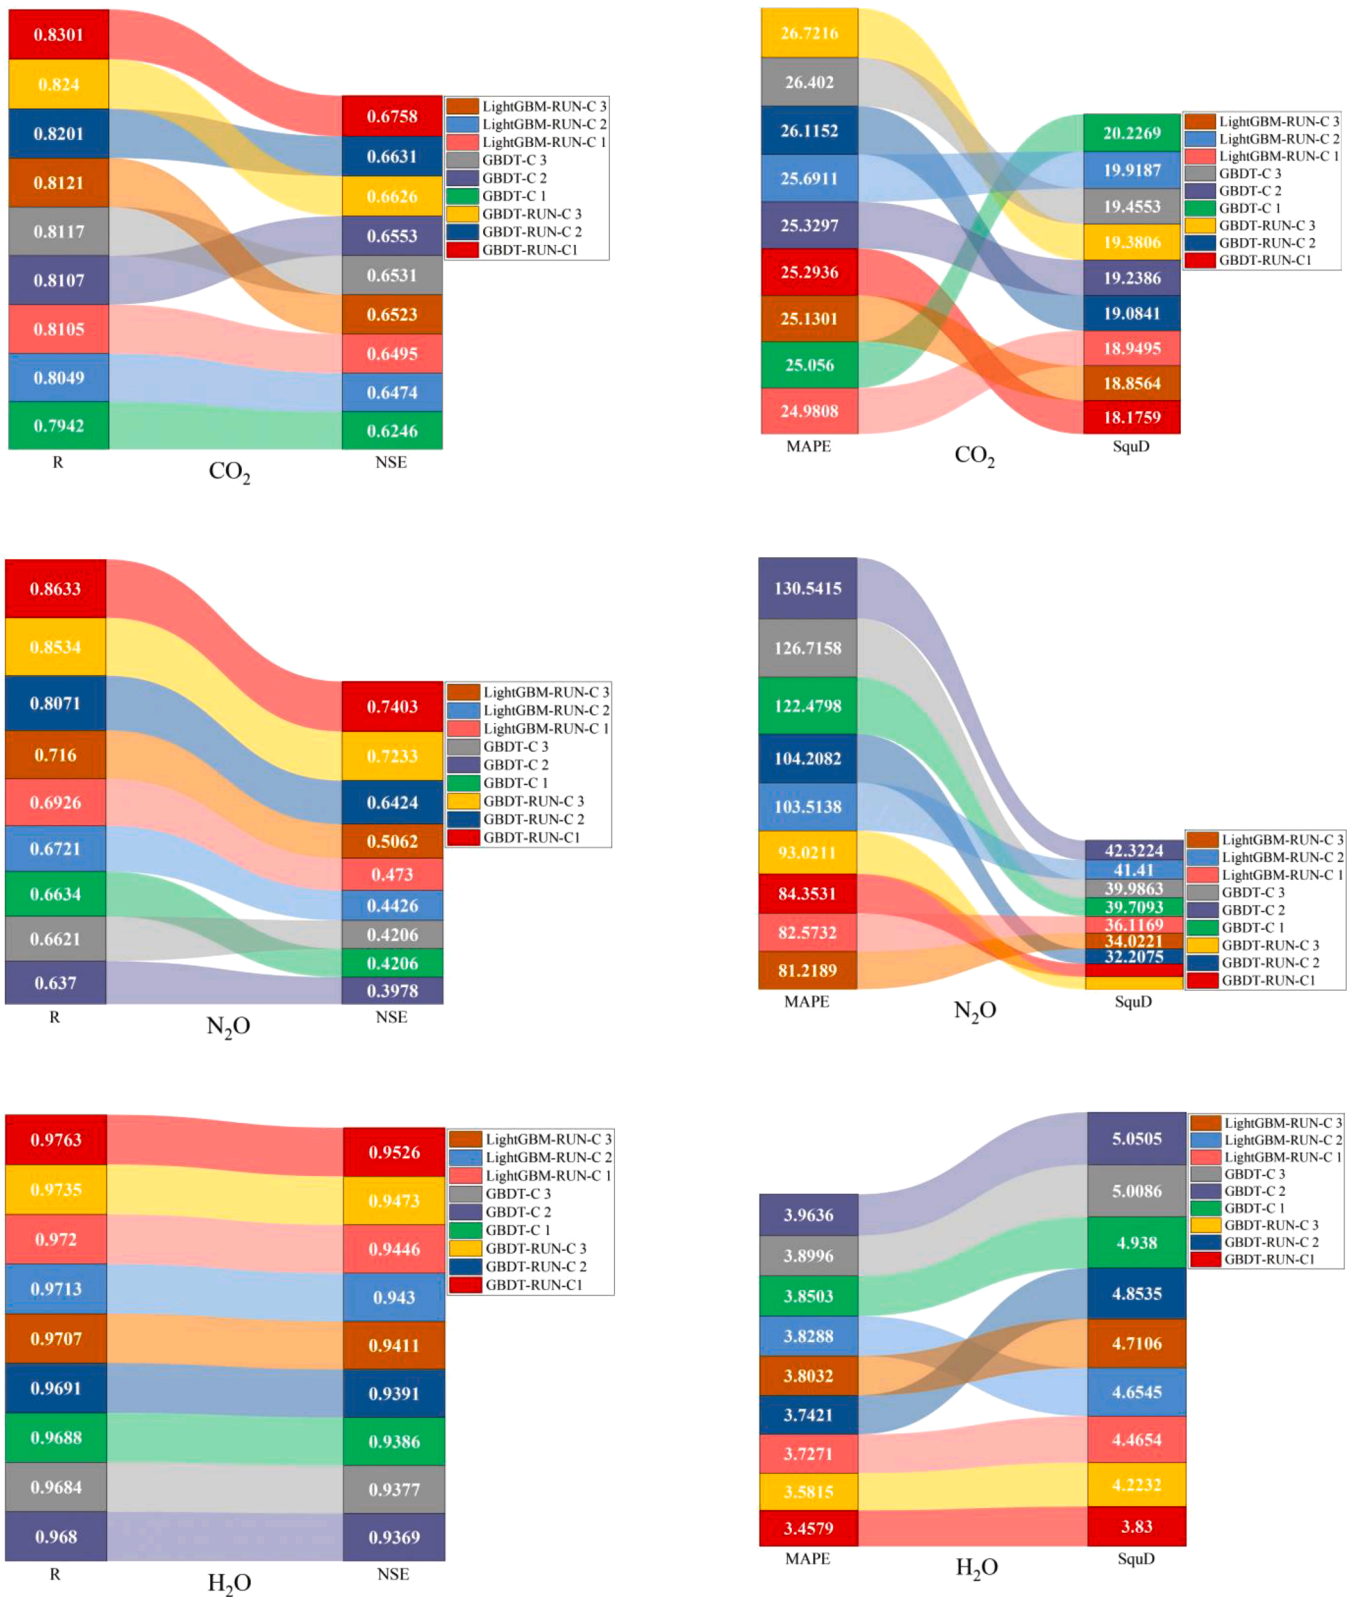 0.8301
0.824
0.8201
0.8121
0.8117
0.8107
0.8105
0.8049
0.7942
R
CO2
0.6758
0.6631
0.6626
0.6553
0.6531
0.6523
0.6495
0.6474
0.6246
NSE
LightGBM-RUN-C 3
LightGBM-RUN-C 2
LightGBM-RUN-C 1
GBDT-C 3
GBDT-C 2
GBDT-C 1
GBDT-RUN-C 3
GBDT-RUN-C 2
GBDT-RUN-C1
26.7216
26.402
26.1152
25.6911
25.3297
25.2936
25.1301
25.056
24.9808
MAPE
CO2
20.2269
19.9187
19.4553
19.3806
19.2386
19.0841
18.9495
18.8564
18.1759
SquD
LightGBM-RUN-C 3
LightGBM-RUN-C 2
LightGBM-RUN-C 1
GBDT-C 3
GBDT-C 2
GBDT-C 1
GBDT-RUN-C 3
GBDT-RUN-C 2
GBDT-RUN-C1
0.8633
0.8534
0.8071
0.716
0.6926
0.6721
0.6634
0.6621
0.637
R
N2O
0.7403
0.7233
0.6424
0.5062
0.473
0.4426
0.4206
0.4206
0.3978
NSE
LightGBM-RUN-C 3
LightGBM-RUN-C 2
LightGBM-RUN-C 1
GBDT-C 3
GBDT-C 2
GBDT-C 1
GBDT-RUN-C 3
GBDT-RUN-C 2
GBDT-RUN-C1
130.5415
126.7158
122.4798
104.2082
103.5138
93.0211
84.3531
82.5732
81.2189
MAPE
N2O
42.3224
41.41
39.9863
39.7093
36.1169
34.0221
32.2075
SquD
LightGBM-RUN-C 3
LightGBM-RUN-C 2
LightGBM-RUN-C 1
GBDT-C 3
GBDT-C 2
GBDT-C 1
GBDT-RUN-C 3
GBDT-RUN-C 2
GBDT-RUN-C1
0.9763
0.9735
0.972
0.9713
0.9707
0.9691
0.9688
0.9684
0.968
R
H2O
0.9526
0.9473
0.9446
0.943
0.9411
0.9391
0.9386
0.9377
0.9369
NSE
LightGBM-RUN-C 3
LightGBM-RUN-C 2
LightGBM-RUN-C 1
GBDT-C 3
GBDT-C 2
GBDT-C 1
GBDT-RUN-C 3
GBDT-RUN-C 2
GBDT-RUN-C1
3.9636
3.8996
3.8503
3.8288
3.8032
3.7421
3.7271
3.5815
3.4579
MAPE
H2O
5.0505
5.0086
4.938
4.8535
4.7106
4.6545
4.4654
4.2232
3.83
SquD
LightGBM-RUN-C 3
LightGBM-RUN-C 2
LightGBM-RUN-C 1
GBDT-C 3
GBDT-C 2
GBDT-C 1
GBDT-RUN-C 3
GBDT-RUN-C 2
GBDT-RUN-C1